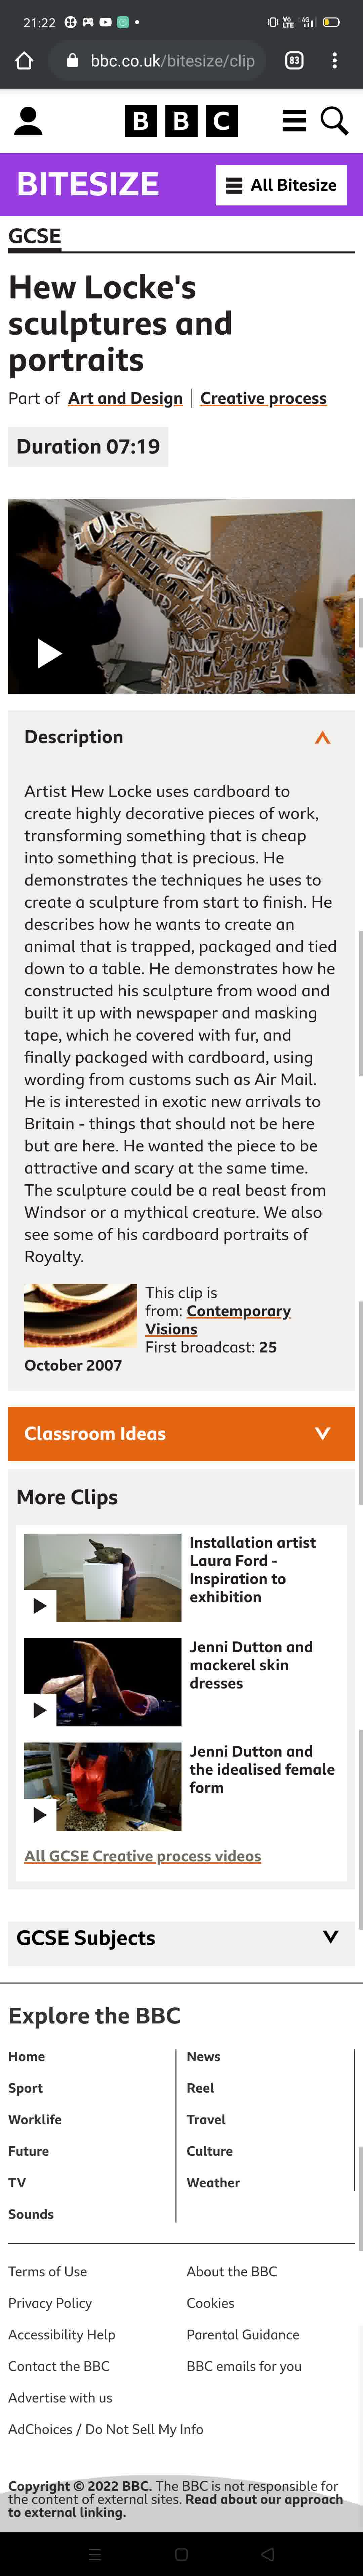 21:22
Vo LTE 4G
bbc.co.uk/bitesize/clip
83
BBC
BITESIZE
All Bitesize
GCSE
Hew Locke's
sculptures and
portraits
Part of Art and Design | Creative process
Duration 07:19
Description
Artist Hew Locke uses cardboard to
create highly decorative pieces of work,
transforming something that is cheap
into something that is precious. He
demonstrates the techniques he uses to
create a sculpture from start to finish. He
describes how he wants to create an
animal that is trapped, packaged and tied
down to a table. He demonstrates how he
constructed his sculpture from wood and
built it up with newspaper and masking
tape, which he covered with fur, and
finally packaged with cardboard, using
wording from customs such as Air Mail.
He is interested in exotic new arrivals to
Britain - things that should not be here
but are here. He wanted the piece to be
attractive and scary at the same time.
The sculpture could be a real beast from
Windsor or a mythical creature. We also
see some of his cardboard portraits of
Royalty.
This clip is
from: Contemporary
Visions
First broadcast: 25
October 2007
Classroom Ideas
More Clips
Installation artist
Laura Ford -
Inspiration to
exhibition
Jenni Dutton and
mackerel skin
dresses
Jenni Dutton and
the idealised female
form
All GCSE Creative process videos
GCSE Subjects
Explore the BBC
Home
News
Sport
Reel
Worklife
Travel
Future
Culture
TV
Weather
Sounds
Terms of Use
About the BBC
Privacy Policy
Cookies
Accessibility Help
Parental Guidance
Contact the BBC
BBC emails for you
Advertise with us
AdChoices / Do Not Sell My Info
Copyright © 2022 BBC. The BBC is not responsible for
the content of external sites. Read about our approach
to external linking.